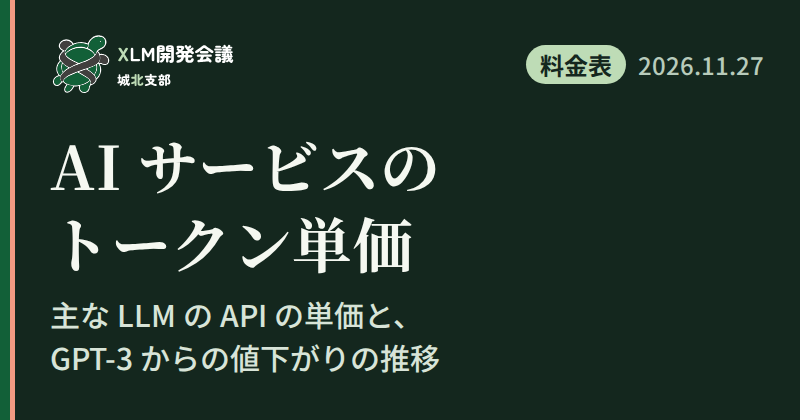 XLM開発会議
城北支部
料金表 2026.11.27
AI サービスの
トークン単価
主な LLM の API の単価と、
GPT-3 からの値下がりの推移